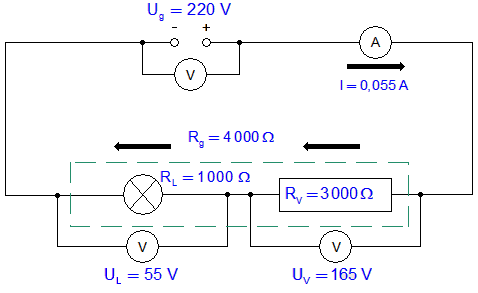 U_g = 220 V
- +
V
A
I = 0,055 A
R_g = 4 000 Ω
R_L = 1000 Ω
R_V = 3000 Ω
V
V
U_L = 55 V
U_V = 165 V